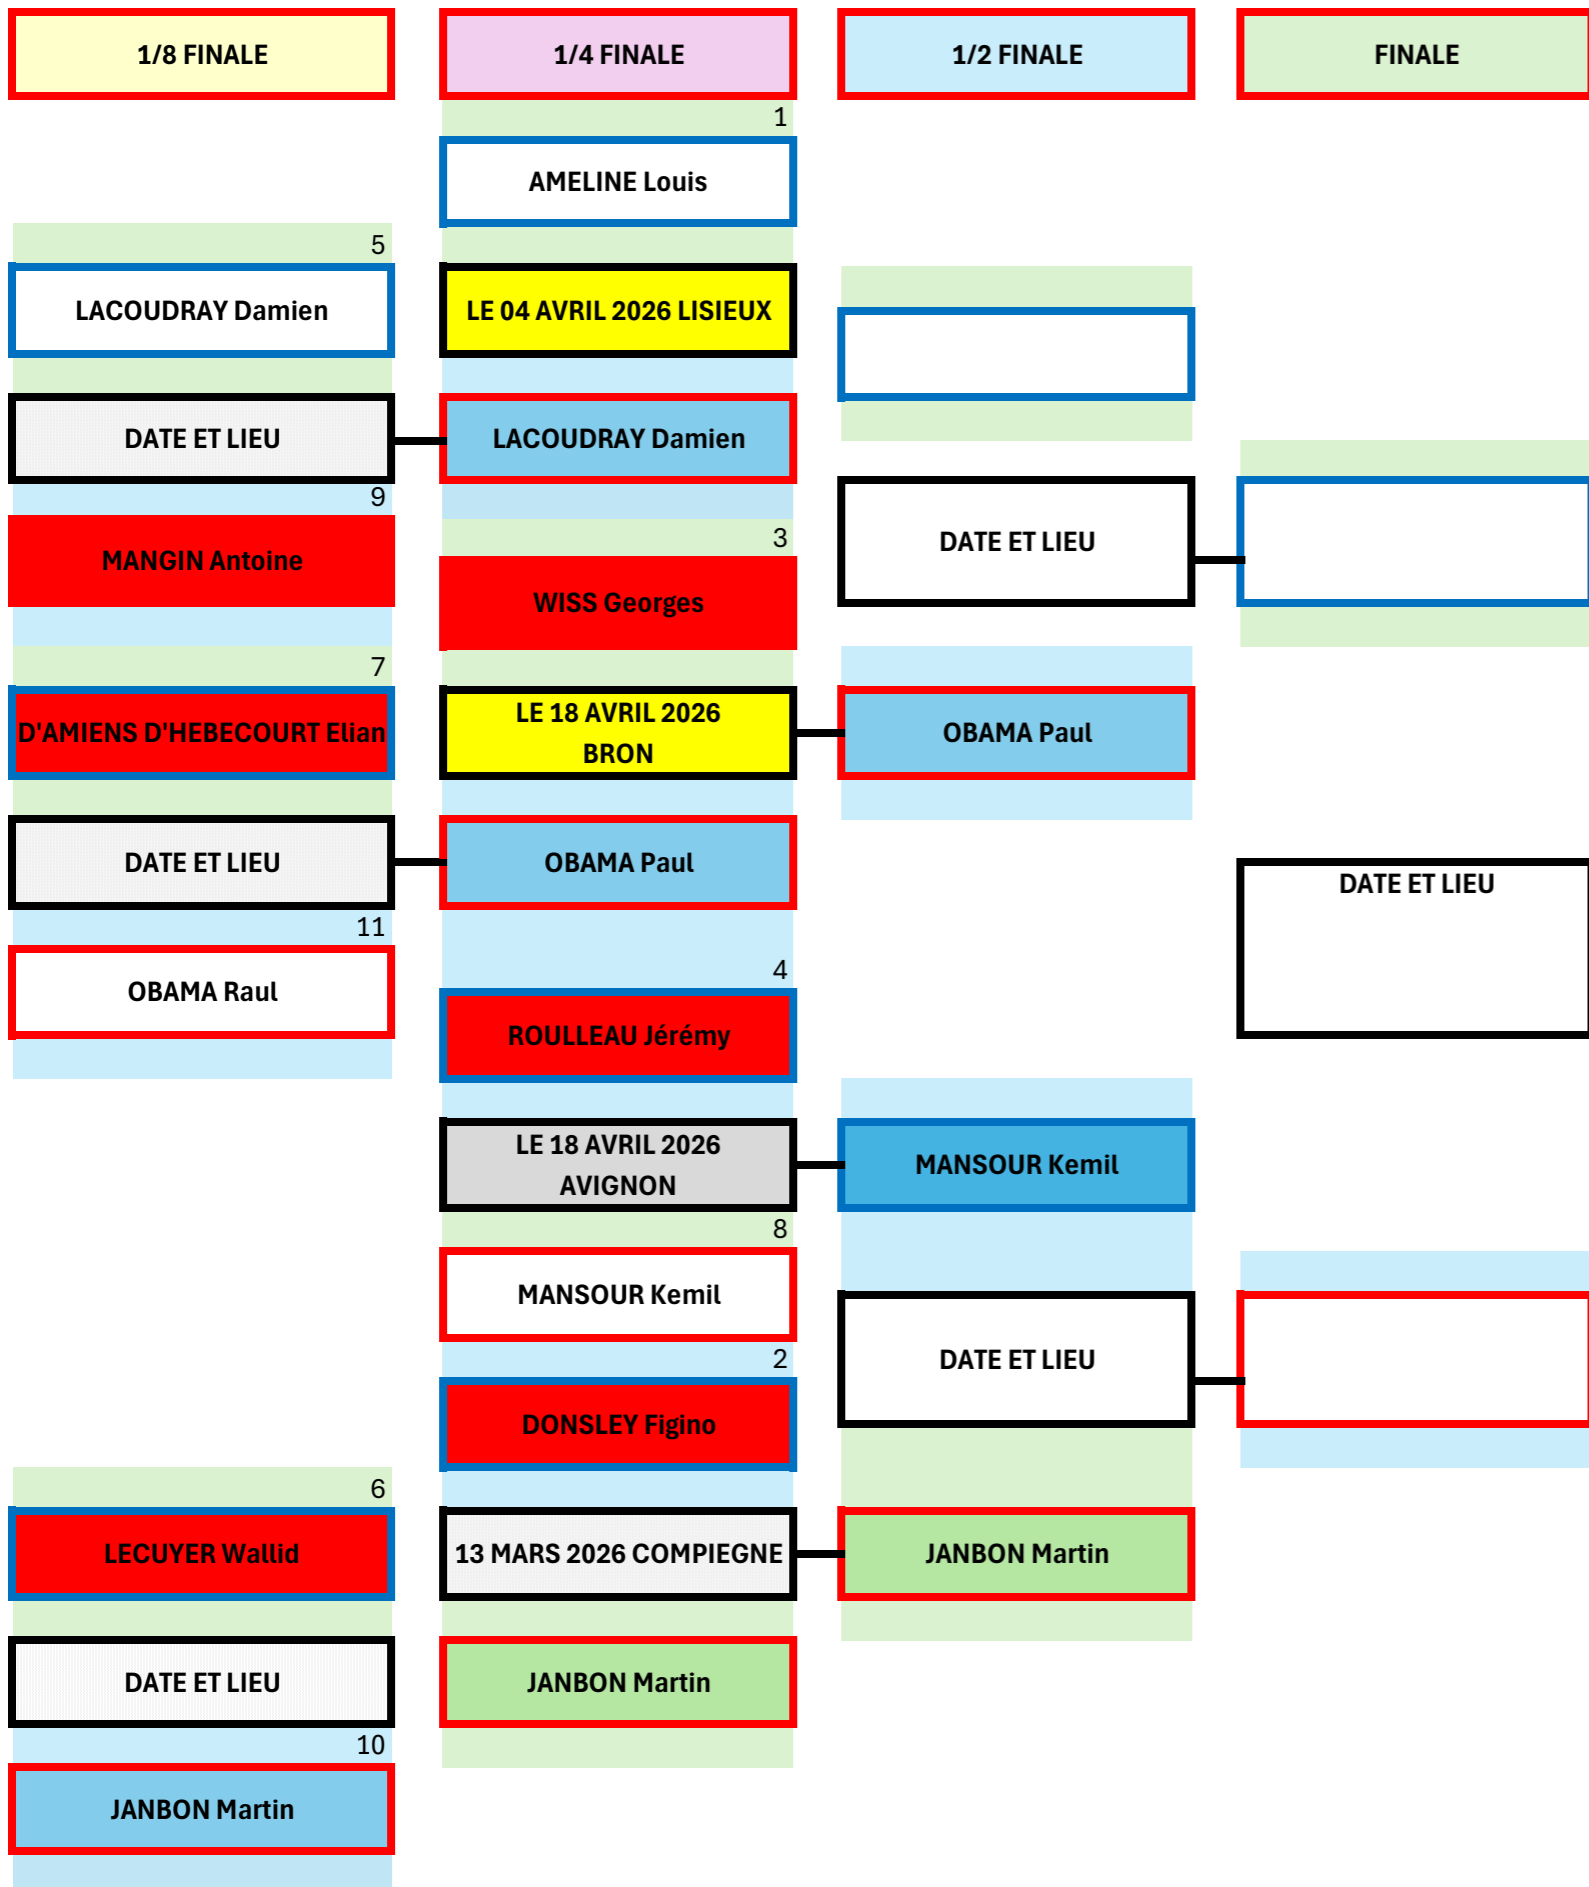 1/8 FINALE
1/4 FINALE
1/2 FINALE
FINALE
1
AMELINE Louis
5
LACOUDRAY Damien
LE 04 AVRIL 2026 LISIEUX
DATE ET LIEU
LACOUDRAY Damien
9
MANGIN Antoine
3
WISS Georges
DATE ET LIEU
7
D'AMIENS D'HEBECOURT Elian
LE 18 AVRIL 2026
BRON
OBAMA Paul
DATE ET LIEU
OBAMA Paul
DATE ET LIEU
11
OBAMA Raul
4
ROULLEAU Jérémy
LE 18 AVRIL 2026
AVIGNON
MANSOUR Kemil
8
MANSOUR Kemil
2
DONSLEY Figino
DATE ET LIEU
6
LECUYER Wallid
13 MARS 2026 COMPIEGNE
JANBON Martin
DATE ET LIEU
JANBON Martin
10
JANBON Martin